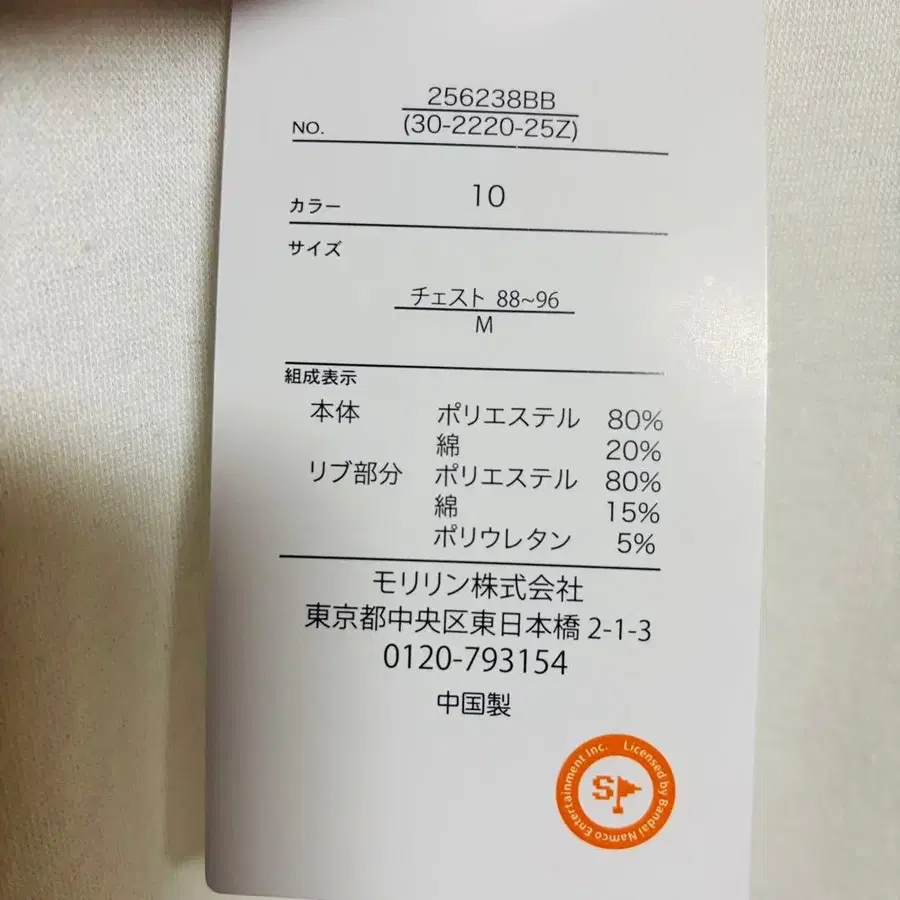 256238BB
NO. (30-2220-25Z)
カラー 10
サイズ
チェスト 88~96
M
組成表示
本体 ポリエステル 80%
綿 20%
リブ部分 ポリエステル 80%
綿 15%
ポリウレタン 5%
モリリン株式会社
東京都中央区東日本橋 2-1-3
0120-793154
中国製
Licensed by Bandai Namco Entertainment Inc.
S